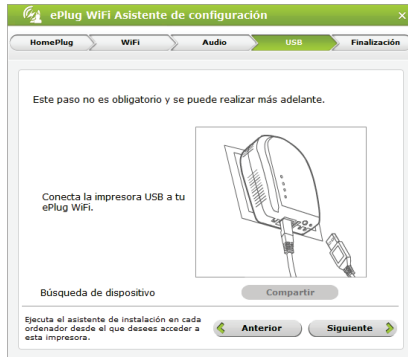 ePlug WiFi Asistente de configuración
HomePlug WiFi Audio USB Finalización
Este paso no es obligatorio y se puede realizar más adelante.
Conecta la impresora USB a tu
ePlug WiFi.
Búsqueda de dispositivo Compartir
Ejecuta el asistente de instalación en cada
ordenador desde el que desees acceder a
esta impresora.
Anterior Siguiente